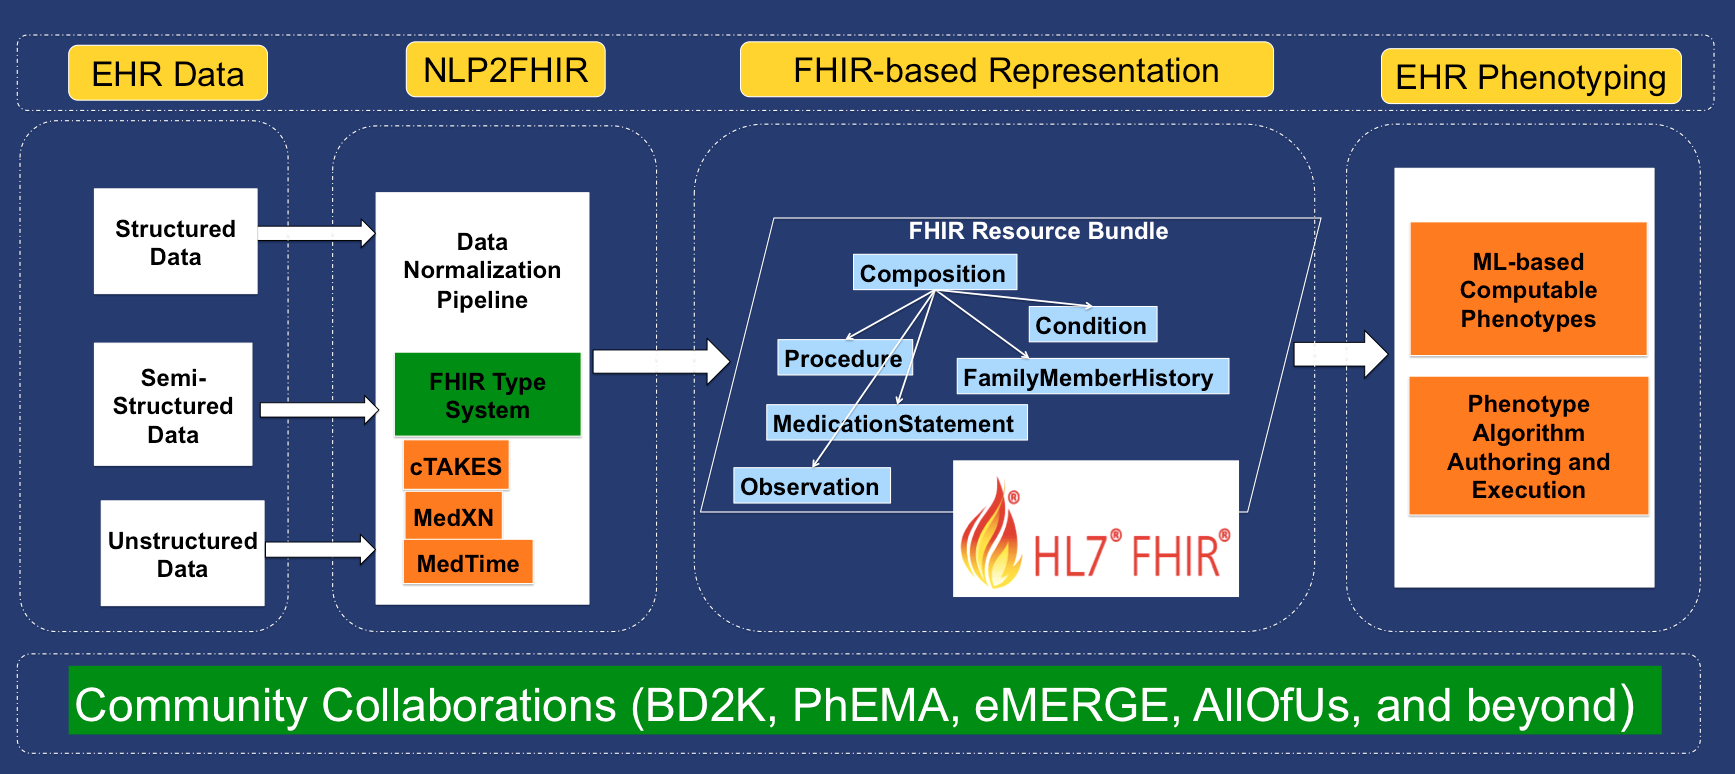 EHR Data
NLP2FHIR
FHIR-based Representation
EHR Phenotyping
Structured
Data
Semi-
Structured
Data
Unstructured
Data
Data
Normalization
Pipeline
FHIR Type
System
cTAKES
MedXN
MedTime
FHIR Resource Bundle
Composition
Condition
Procedure
FamilyMemberHistory
MedicationStatement
Observation
HL7® FHIR®
®
ML-based
Computable
Phenotypes
Phenotype
Algorithm
Authoring and
Execution
Community Collaborations (BD2K, PhEMA, eMERGE, AllOfUs, and beyond)